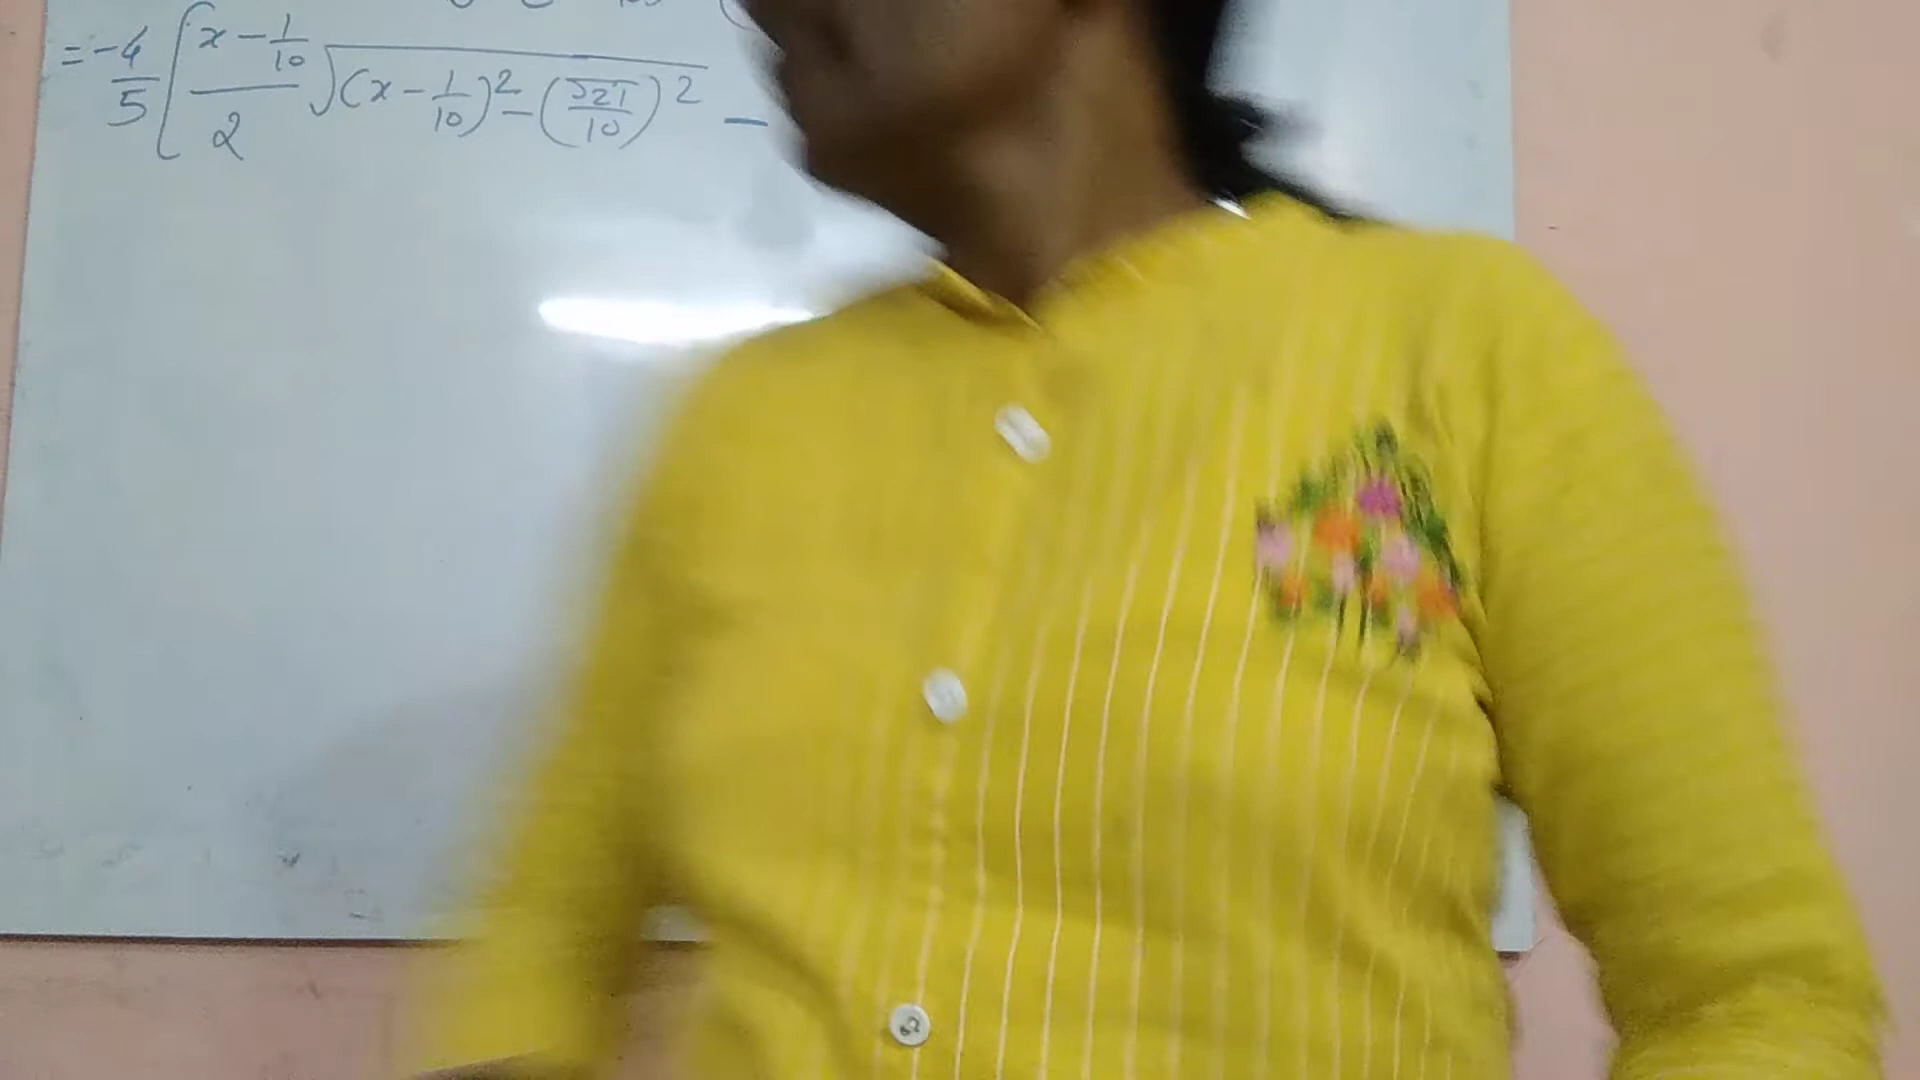 = -4/5 [ (x - 1/10)/2 √((x - 1/10)² - (√21/10)²) -